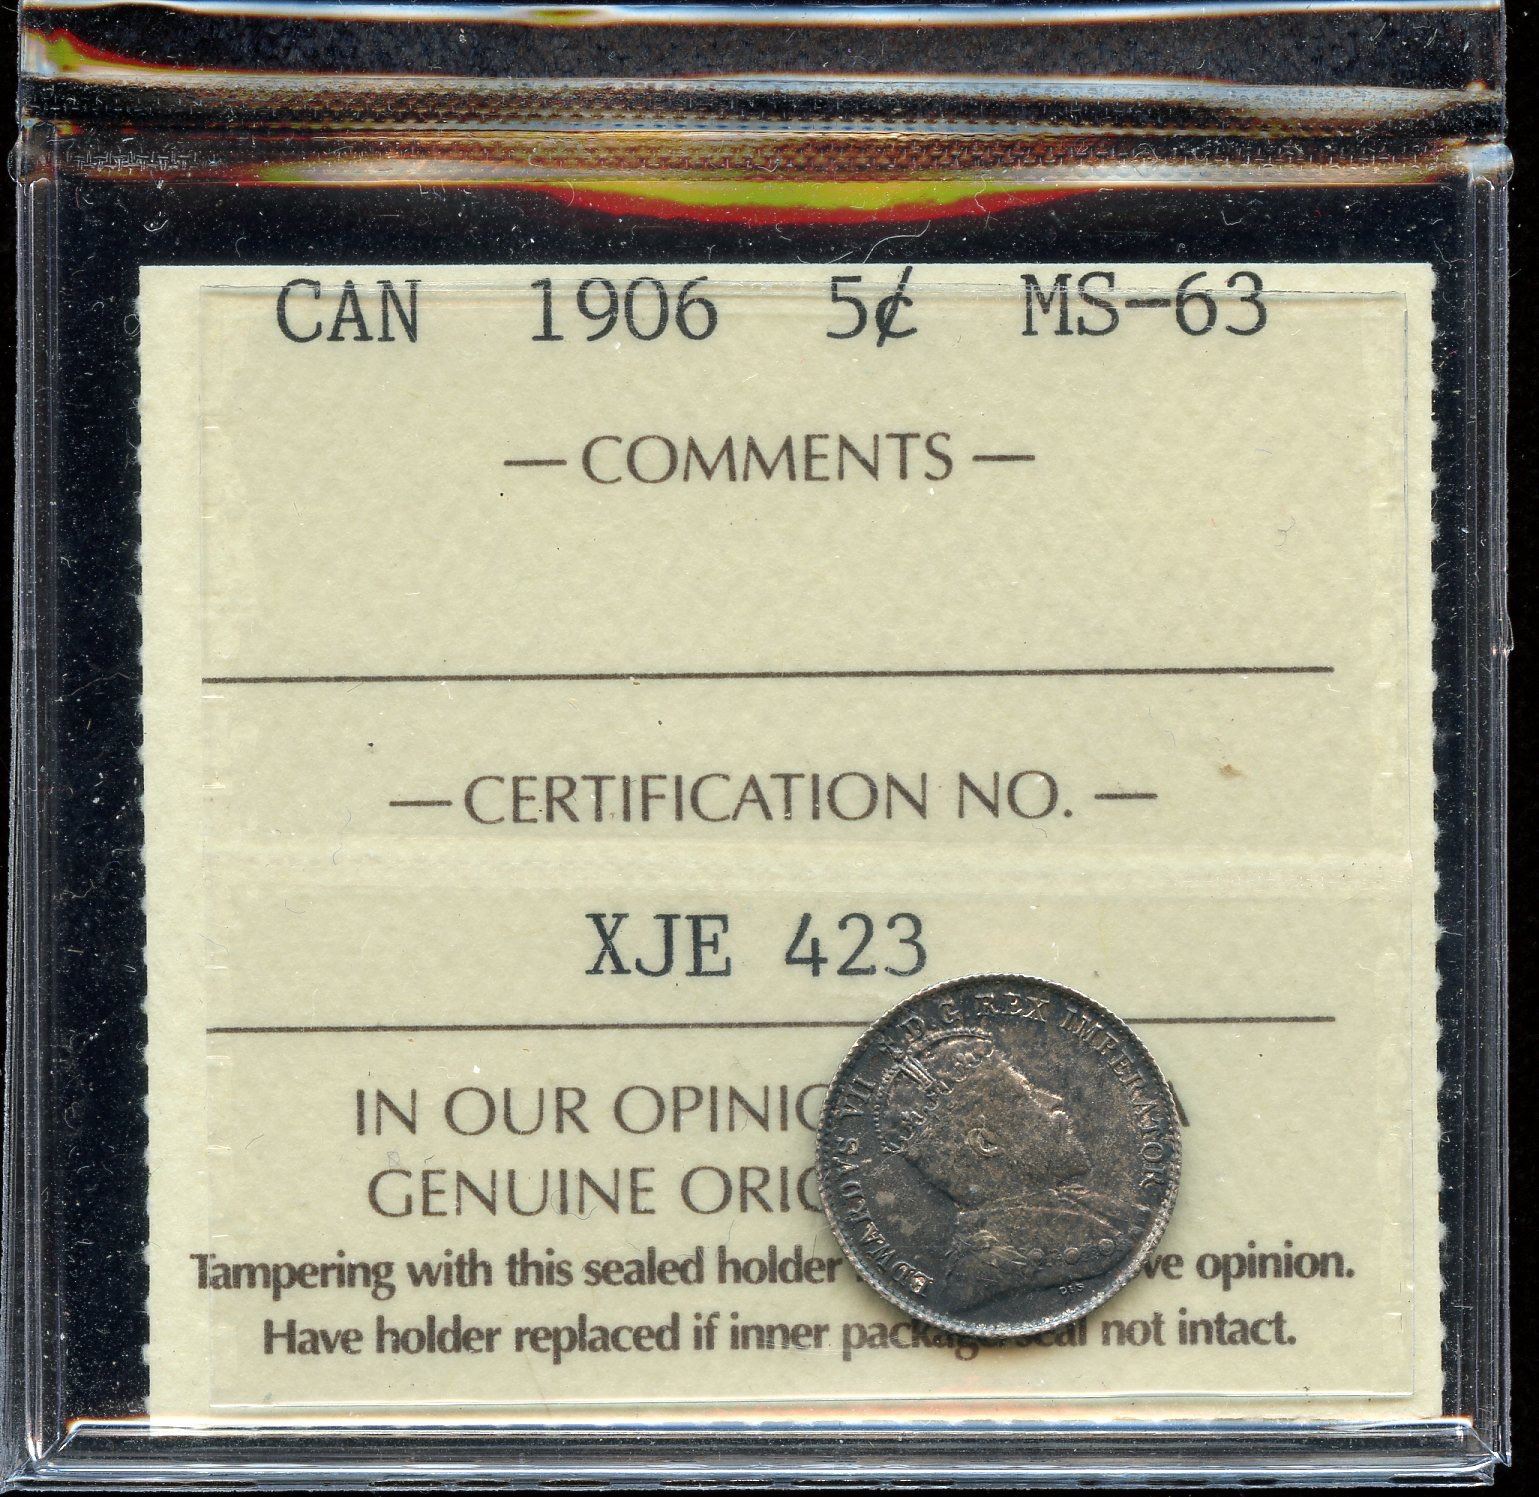 CAN 1906 5¢ MS-63
— COMMENTS —
— CERTIFICATION NO. —
XJE 423
IN OUR OPINIO
GENUINE ORIG
Tampering with this sealed holder ve opinion.
Have holder replaced if inner package seal not intact.
EDWARDVS VII D.G. REX IMPERATOR